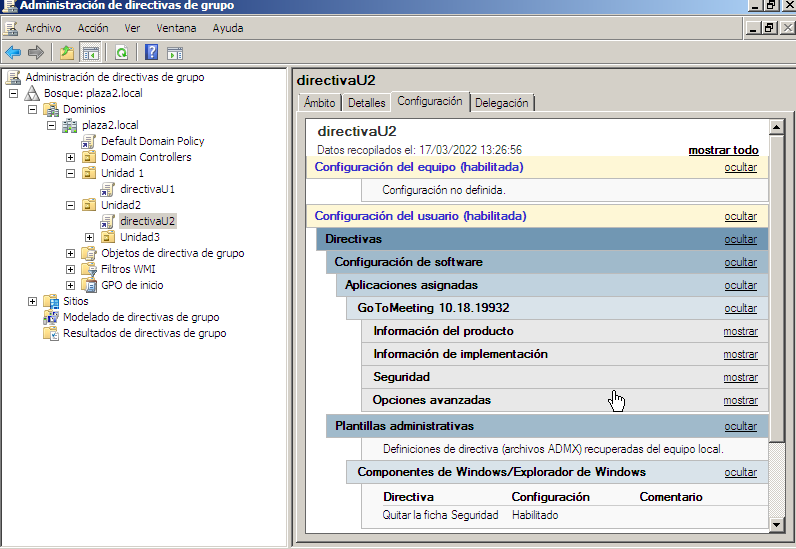 Administración de directivas de grupo
Archivo Acción Ver Ventana Ayuda
Administración de directivas de grupo
Bosque: plaza2.local
Dominios
plaza2.local
Default Domain Policy
Domain Controllers
Unidad 1
directivaU1
Unidad2
directivaU2
Unidad3
Objetos de directiva de grupo
Filtros WMI
GPO de inicio
Sitios
Modelado de directivas de grupo
Resultados de directivas de grupo
directivaU2
Ámbito Detalles Configuración Delegación
directivaU2
Datos recopilados el: 17/03/2022 13:26:56 mostrar todo
Configuración del equipo (habilitada) ocultar
Configuración no definida.
Configuración del usuario (habilitada) ocultar
Directivas ocultar
Configuración de software ocultar
Aplicaciones asignadas ocultar
GoToMeeting 10.18.19932 ocultar
Información del producto mostrar
Información de implementación mostrar
Seguridad mostrar
Opciones avanzadas mostrar
Plantillas administrativas ocultar
Definiciones de directiva (archivos ADMX) recuperadas del equipo local.
Componentes de Windows/Explorador de Windows ocultar
Directiva Configuración Comentario
Quitar la ficha Seguridad Habilitado